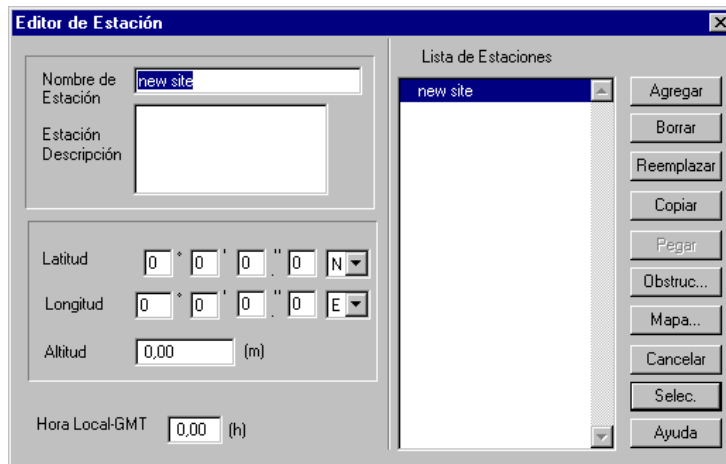 Editor de Estación
Nombre de
Estación
new site
Estación
Descripción
Latitud 0 ° 0 ' 0 . " 0 N
Longitud 0 ° 0 ' 0 . " 0 E
Altitud 0,00 (m)
Hora Local-GMT 0,00 (h)
Lista de Estaciones
new site
Agregar
Borrar
Reemplazar
Copiar
Pegar
Obstruc...
Mapa...
Cancelar
Selec.
Ayuda